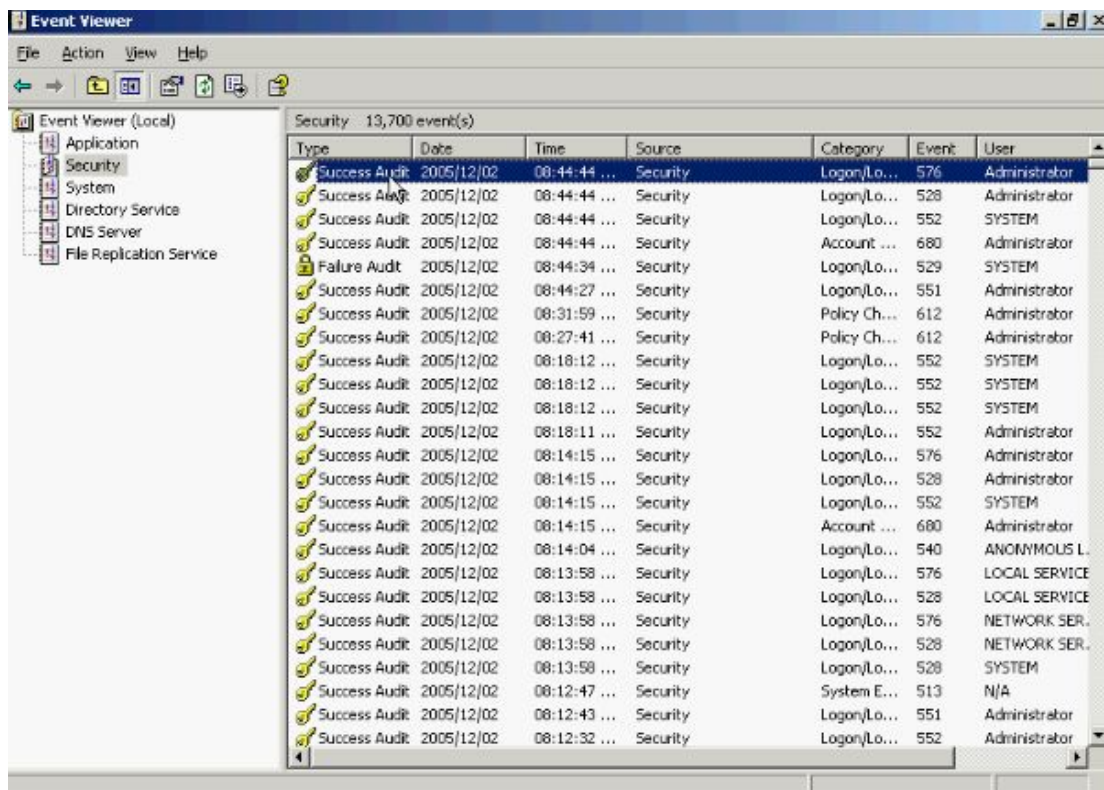 Event Viewer
File Action View Help
Event Viewer (Local)
Application
Security
System
Directory Service
DNS Server
File Replication Service
Security 13,700 event(s)
Type Date Time Source Category Event User
Success Audit 2005/12/02 08:44:44 ... Security Logon/Lo... 576 Administrator
Success Audit 2005/12/02 08:44:44 ... Security Logon/Lo... 528 Administrator
Success Audit 2005/12/02 08:44:44 ... Security Logon/Lo... 552 SYSTEM
Success Audit 2005/12/02 08:44:44 ... Security Account ... 680 Administrator
Failure Audit 2005/12/02 08:44:34 ... Security Logon/Lo... 529 SYSTEM
Success Audit 2005/12/02 08:44:27 ... Security Logon/Lo... 551 Administrator
Success Audit 2005/12/02 08:31:59 ... Security Policy Ch... 612 Administrator
Success Audit 2005/12/02 08:27:41 ... Security Policy Ch... 612 Administrator
Success Audit 2005/12/02 08:18:12 ... Security Logon/Lo... 552 SYSTEM
Success Audit 2005/12/02 08:18:12 ... Security Logon/Lo... 552 SYSTEM
Success Audit 2005/12/02 08:18:12 ... Security Logon/Lo... 552 SYSTEM
Success Audit 2005/12/02 08:18:11 ... Security Logon/Lo... 552 Administrator
Success Audit 2005/12/02 08:14:15 ... Security Logon/Lo... 576 Administrator
Success Audit 2005/12/02 08:14:15 ... Security Logon/Lo... 528 Administrator
Success Audit 2005/12/02 08:14:15 ... Security Logon/Lo... 552 SYSTEM
Success Audit 2005/12/02 08:14:15 ... Security Account ... 680 Administrator
Success Audit 2005/12/02 08:14:04 ... Security Logon/Lo... 540 ANONYMOUS L.
Success Audit 2005/12/02 08:13:58 ... Security Logon/Lo... 576 LOCAL SERVICE
Success Audit 2005/12/02 08:13:58 ... Security Logon/Lo... 528 LOCAL SERVICE
Success Audit 2005/12/02 08:13:58 ... Security Logon/Lo... 576 NETWORK SER.
Success Audit 2005/12/02 08:13:58 ... Security Logon/Lo... 528 NETWORK SER.
Success Audit 2005/12/02 08:13:58 ... Security Logon/Lo... 528 SYSTEM
Success Audit 2005/12/02 08:12:47 ... Security System E... 513 N/A
Success Audit 2005/12/02 08:12:43 ... Security Logon/Lo... 551 Administrator
Success Audit 2005/12/02 08:12:32 ... Security Logon/Lo... 552 Administrator